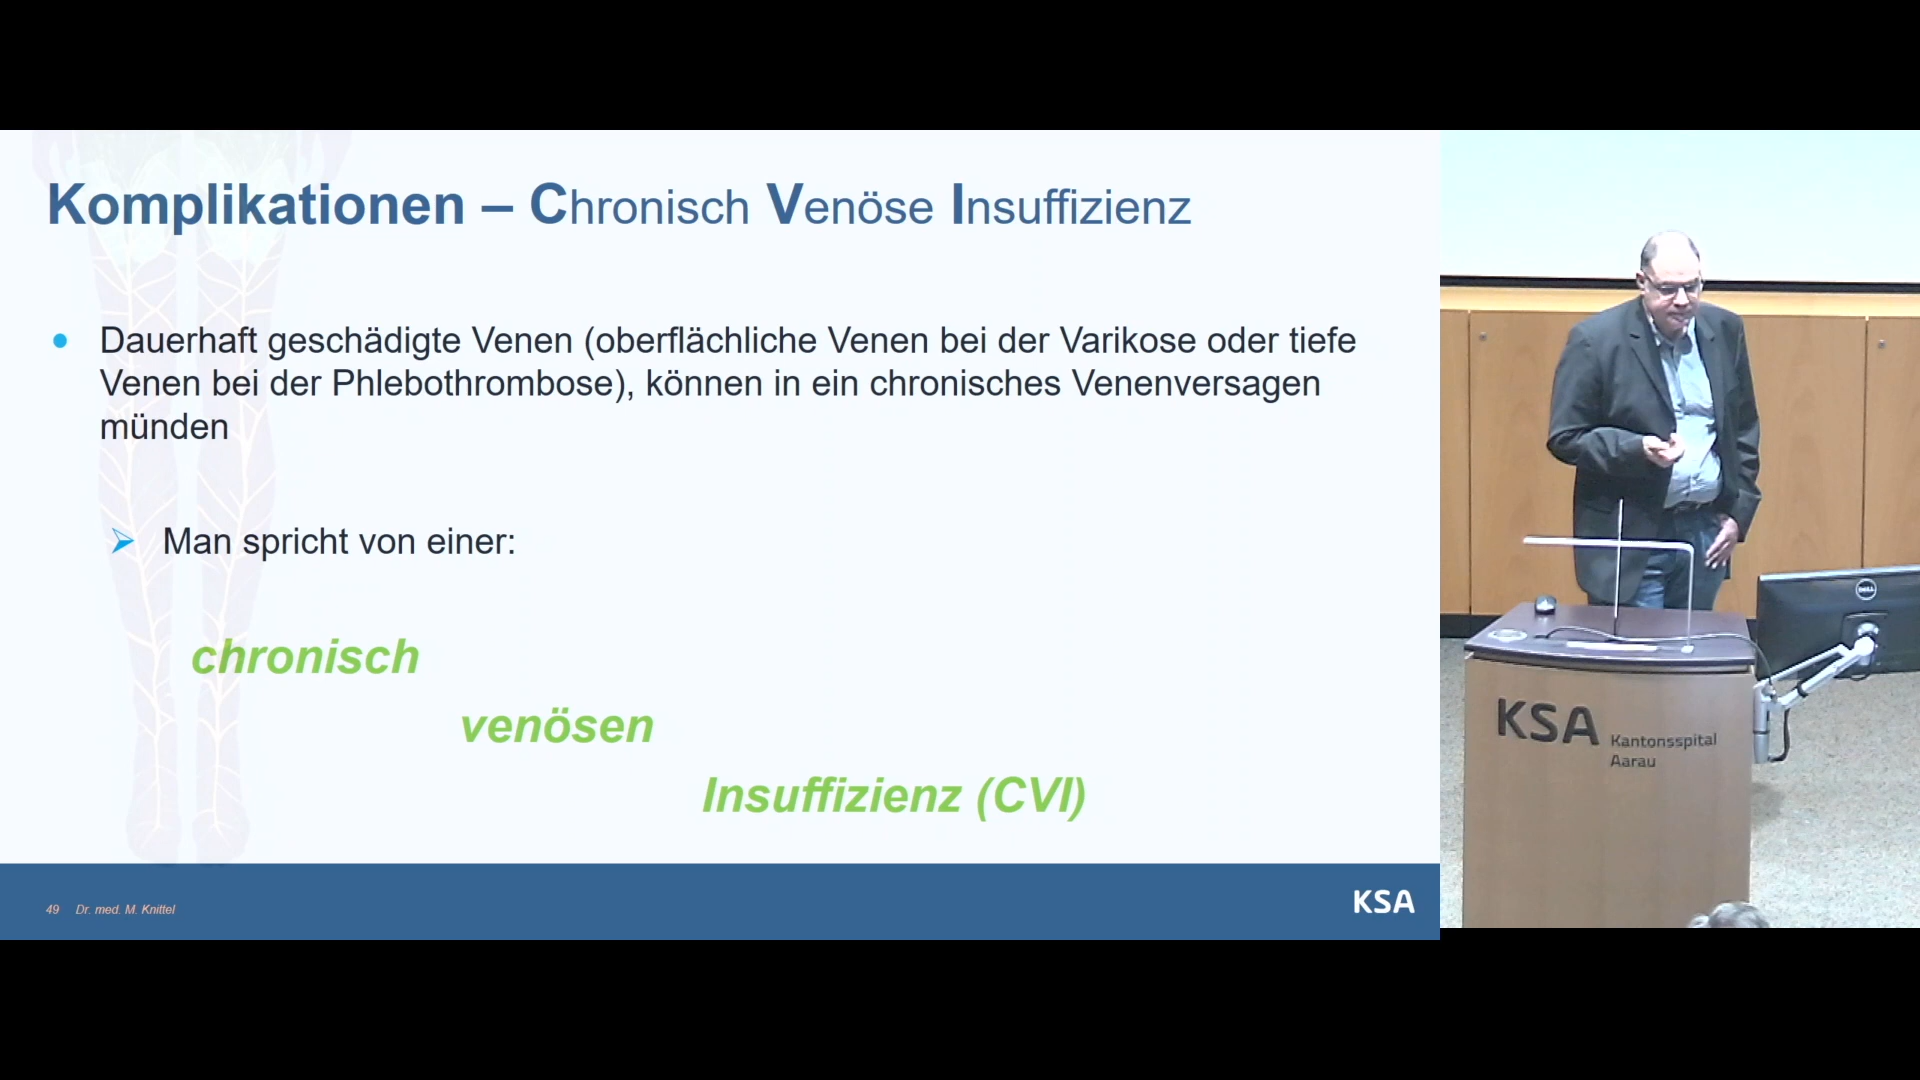 Komplikationen – Chronisch Venöse Insuffizienz
Dauerhaft geschädigte Venen (oberflächliche Venen bei der Varikose oder tiefe
Venen bei der Phlebothrombose), können in ein chronisches Venenversagen
münden
Man spricht von einer:
chronisch
venösen
Insuffizienz (CVI)
49 Dr. med. M. Knittel
KSA
DELL
KSA Kantonsspital
Aarau